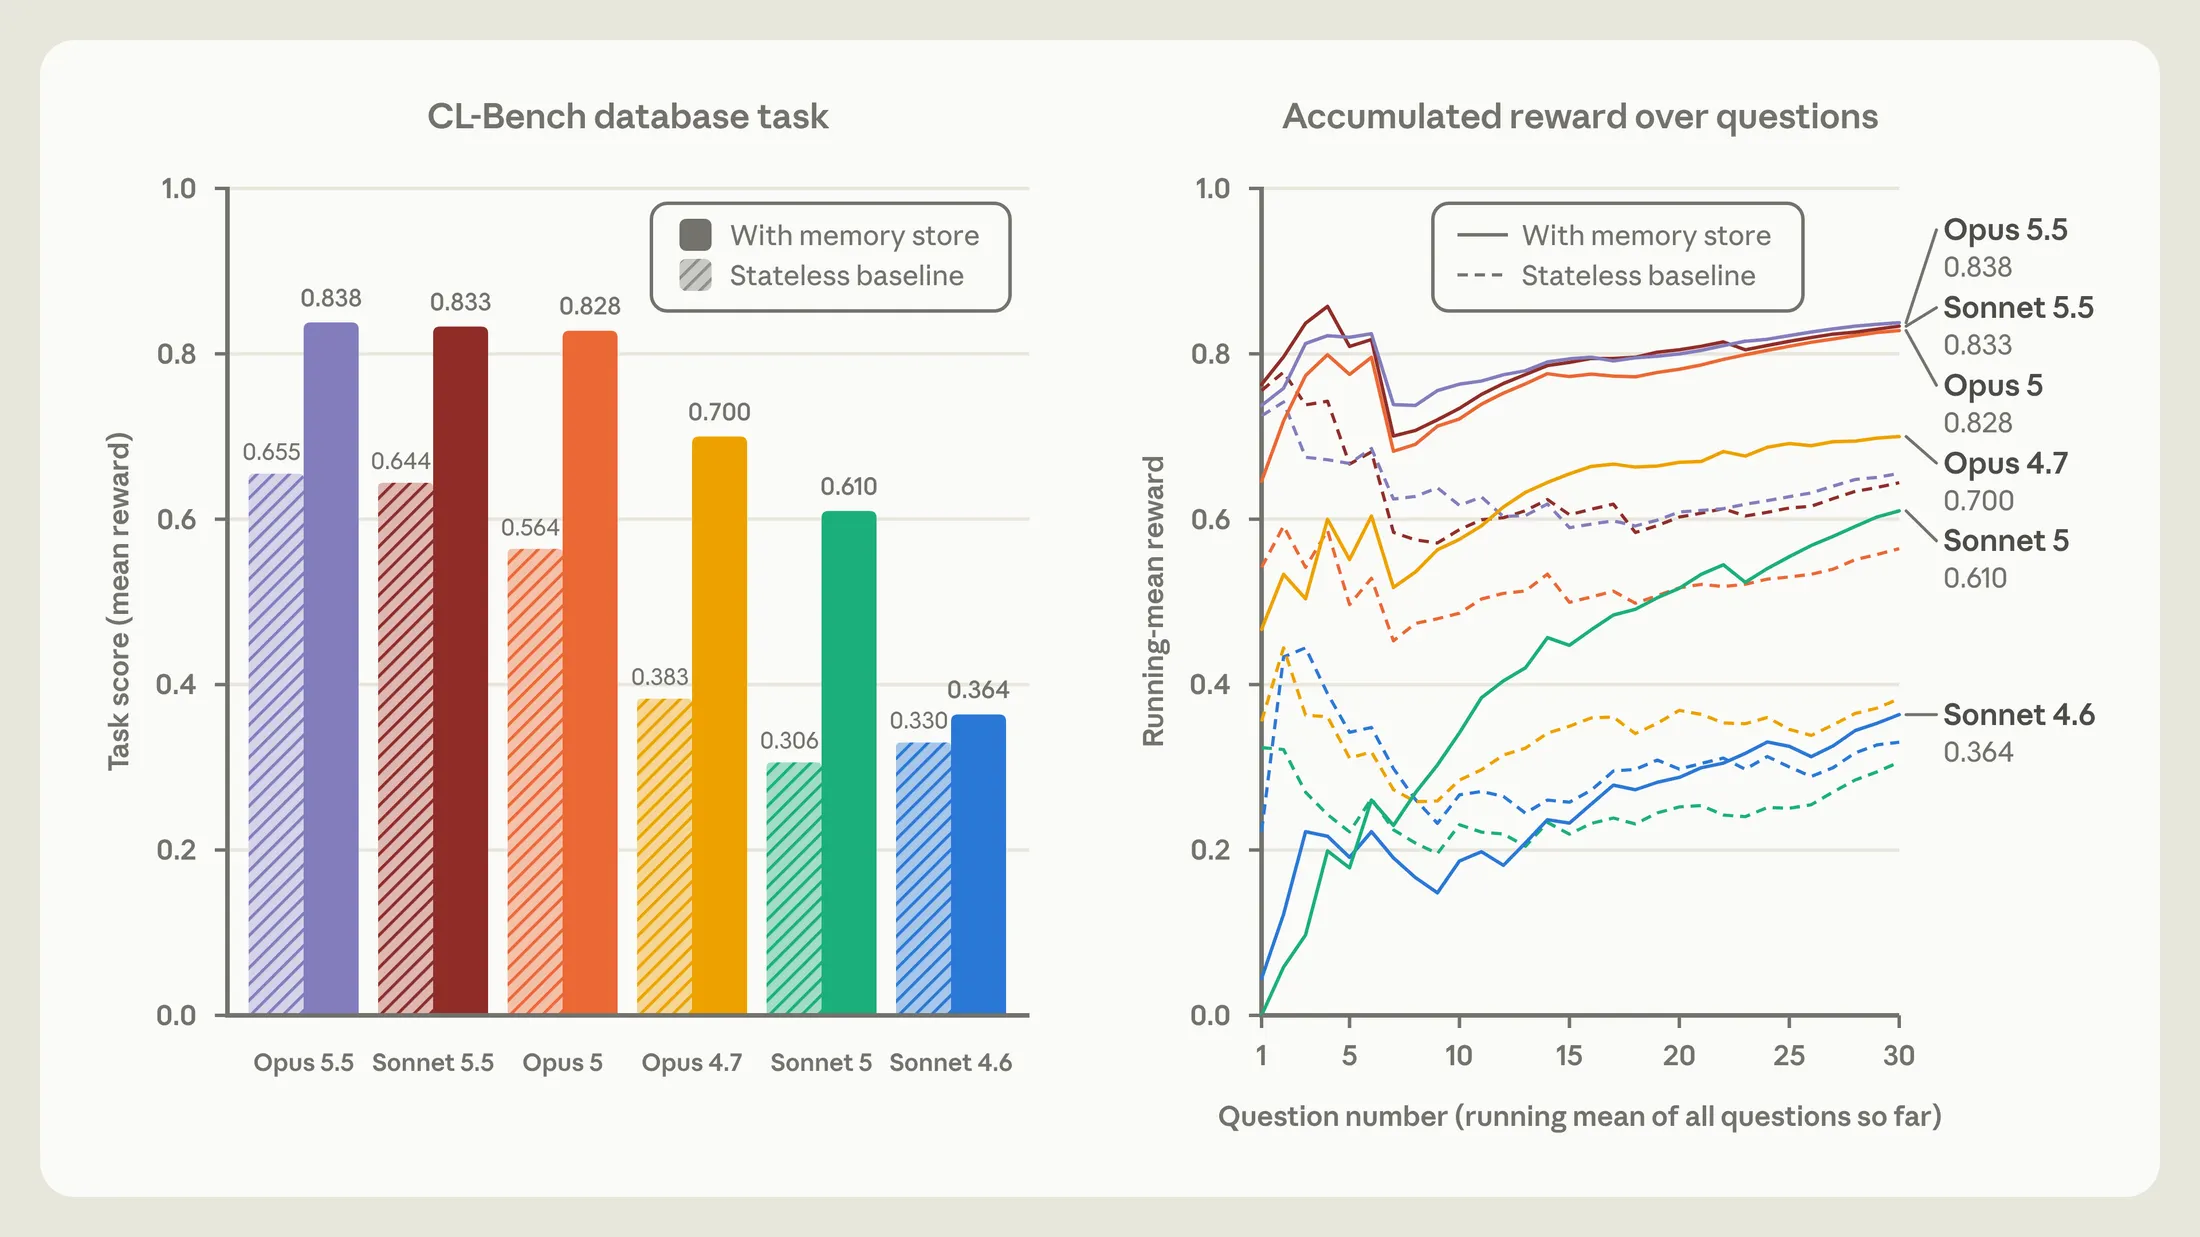 CL-Bench database task
Task score (mean reward)
1.0
0.8
0.6
0.4
0.2
0.0
With memory store
Stateless baseline
0.655
0.838
0.644
0.833
0.564
0.828
0.383
0.700
0.306
0.610
0.330
0.364
Opus 5.5
Sonnet 5.5
Opus 5
Opus 4.7
Sonnet 5
Sonnet 4.6
Accumulated reward over questions
Running-mean reward
1.0
0.8
0.6
0.4
0.2
0.0
With memory store
Stateless baseline
Opus 5.5
0.838
Sonnet 5.5
0.833
Opus 5
0.828
Opus 4.7
0.700
Sonnet 5
0.610
Sonnet 4.6
0.364
1
5
10
15
20
25
30
Question number (running mean of all questions so far)